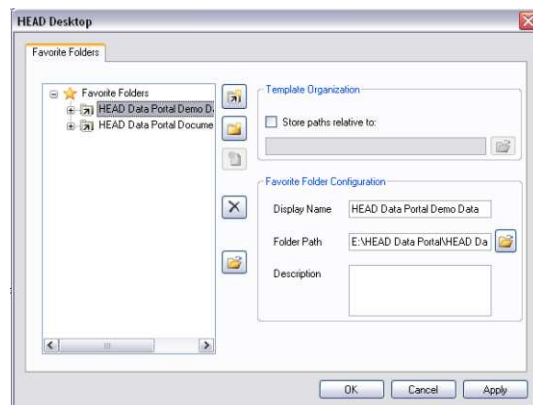 HEAD Desktop
Favorite Folders
Favorite Folders
HEAD Data Portal Demo D
HEAD Data Portal Docume
Template Organization
Store paths relative to:
Favorite Folder Configuration
Display Name
HEAD Data Portal Demo Data
Folder Path
E:\HEAD Data Portal\HEAD Da
Description
OK
Cancel
Apply